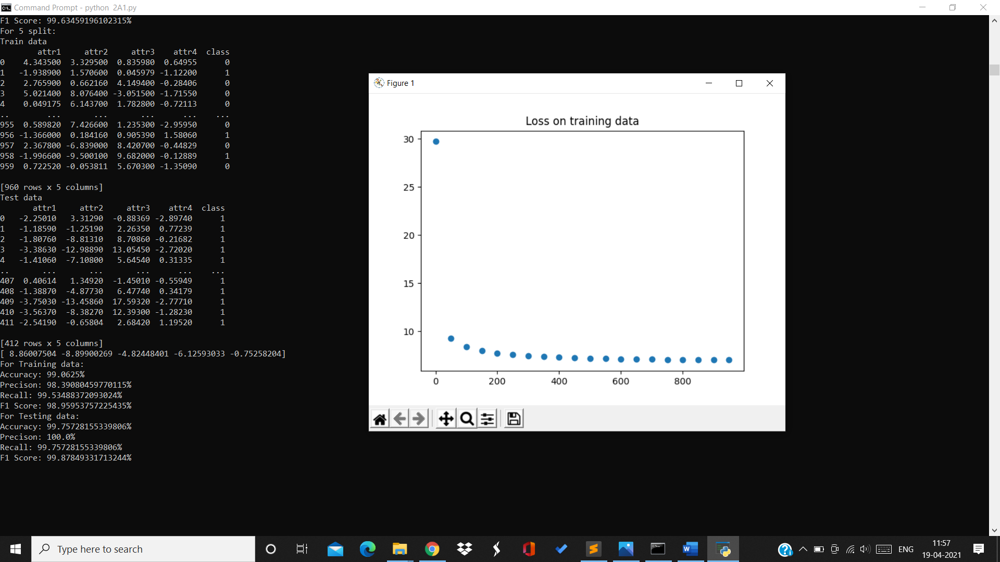 Command Prompt - python  2A1.py
F1 Score: 99.63459196102315%
For 5 split:
Train data
        attr1     attr2     attr3    attr4  class
0    4.343500  3.329500  0.835980  0.64955      0
1   -1.938900  1.570600  0.045979 -1.12200      1
2    2.765900  0.662160  4.149400 -0.28406      0
3    5.021400  8.076400 -3.051500 -1.71550      0
4    0.049175  6.143700  1.782800 -0.72113      0
..        ...       ...       ...      ...    ...
955  0.589820  7.426600  1.235300 -2.95950      0
956 -1.366000  0.184160  0.905390  1.58060      1
957  2.367800 -6.839000  8.420700 -0.44829      0
958 -1.996600 -9.500100  9.682000 -0.12889      1
959  0.722520 -0.053811  5.670300 -1.35090      0
[960 rows x 5 columns]
Test data
       attr1     attr2     attr3    attr4  class
0   -2.25010   3.31290  -0.88369 -2.89740      1
1   -1.18590  -1.25190   2.26350  0.77239      1
2   -1.80760  -8.81310   8.70860 -0.21682      1
3   -3.38630 -12.98890  13.05450 -2.72020      1
4   -1.41060  -7.10800   5.64540  0.31335      1
..       ...       ...       ...      ...    ...
407  0.40614   1.34920  -1.45010 -0.55949      1
408 -1.38870  -4.87730   6.47740  0.34179      1
409 -3.75030 -13.45860  17.59320 -2.77710      1
410 -3.56370  -8.38270  12.39300 -1.28230      1
411 -2.54190  -0.65804   2.68420  1.19520      1
[412 rows x 5 columns]
[ 8.86007504 -8.89900269 -4.82448401 -6.12593033 -0.75258204]
For Training data:
Accuracy: 99.0625%
Precison: 98.39080459770115%
Recall: 99.53488372093024%
F1 Score: 98.95953757225435%
For Testing data:
Accuracy: 99.75728155339806%
Precison: 100.0%
Recall: 99.75728155339806%
F1 Score: 99.87849331713244%
Figure 1
Loss on training data
30
25
20
15
10
0 200 400 600 800
Type here to search
ENG
11:57
19-04-2021